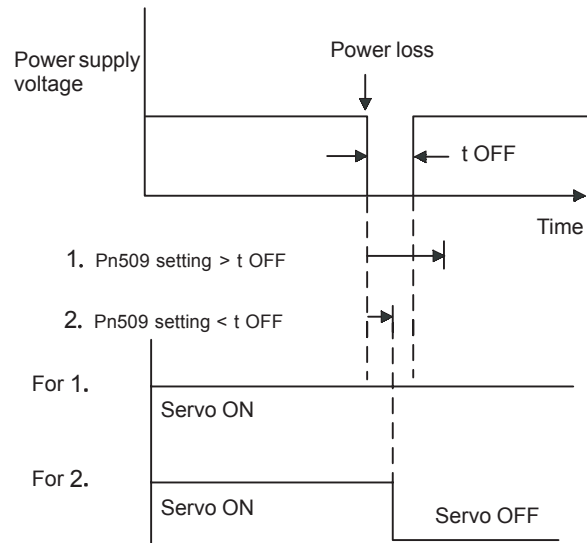 Power loss
Power supply
voltage
t OFF
Time
1. Pn509 setting > t OFF
2. Pn509 setting < t OFF
For 1.
Servo ON
For 2.
Servo ON
Servo OFF